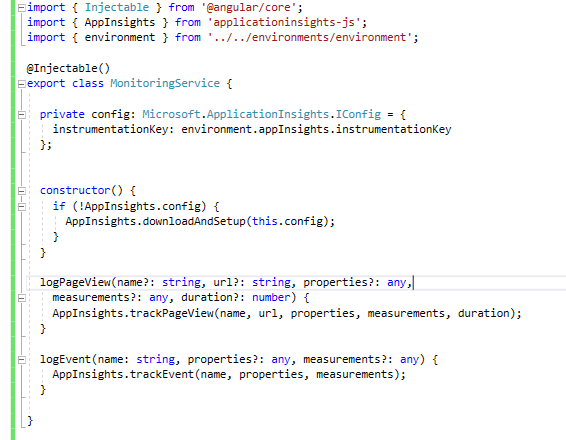 import { Injectable } from '@angular/core';
import { AppInsights } from 'applicationinsights-js';
import { environment } from '../../environments/environment';
@Injectable()
export class MonitoringService {
private config: Microsoft.ApplicationInsights.IConfig = {
instrumentationKey: environment.appInsights.instrumentationKey
};
constructor() {
if (!AppInsights.config) {
AppInsights.downloadAndSetup(this.config);
}
}
logPageView(name?: string, url?: string, properties?: any,
measurements?: any, duration?: number) {
AppInsights.trackPageView(name, url, properties, measurements, duration);
}
logEvent(name: string, properties?: any, measurements?: any) {
AppInsights.trackEvent(name, properties, measurements);
}
}